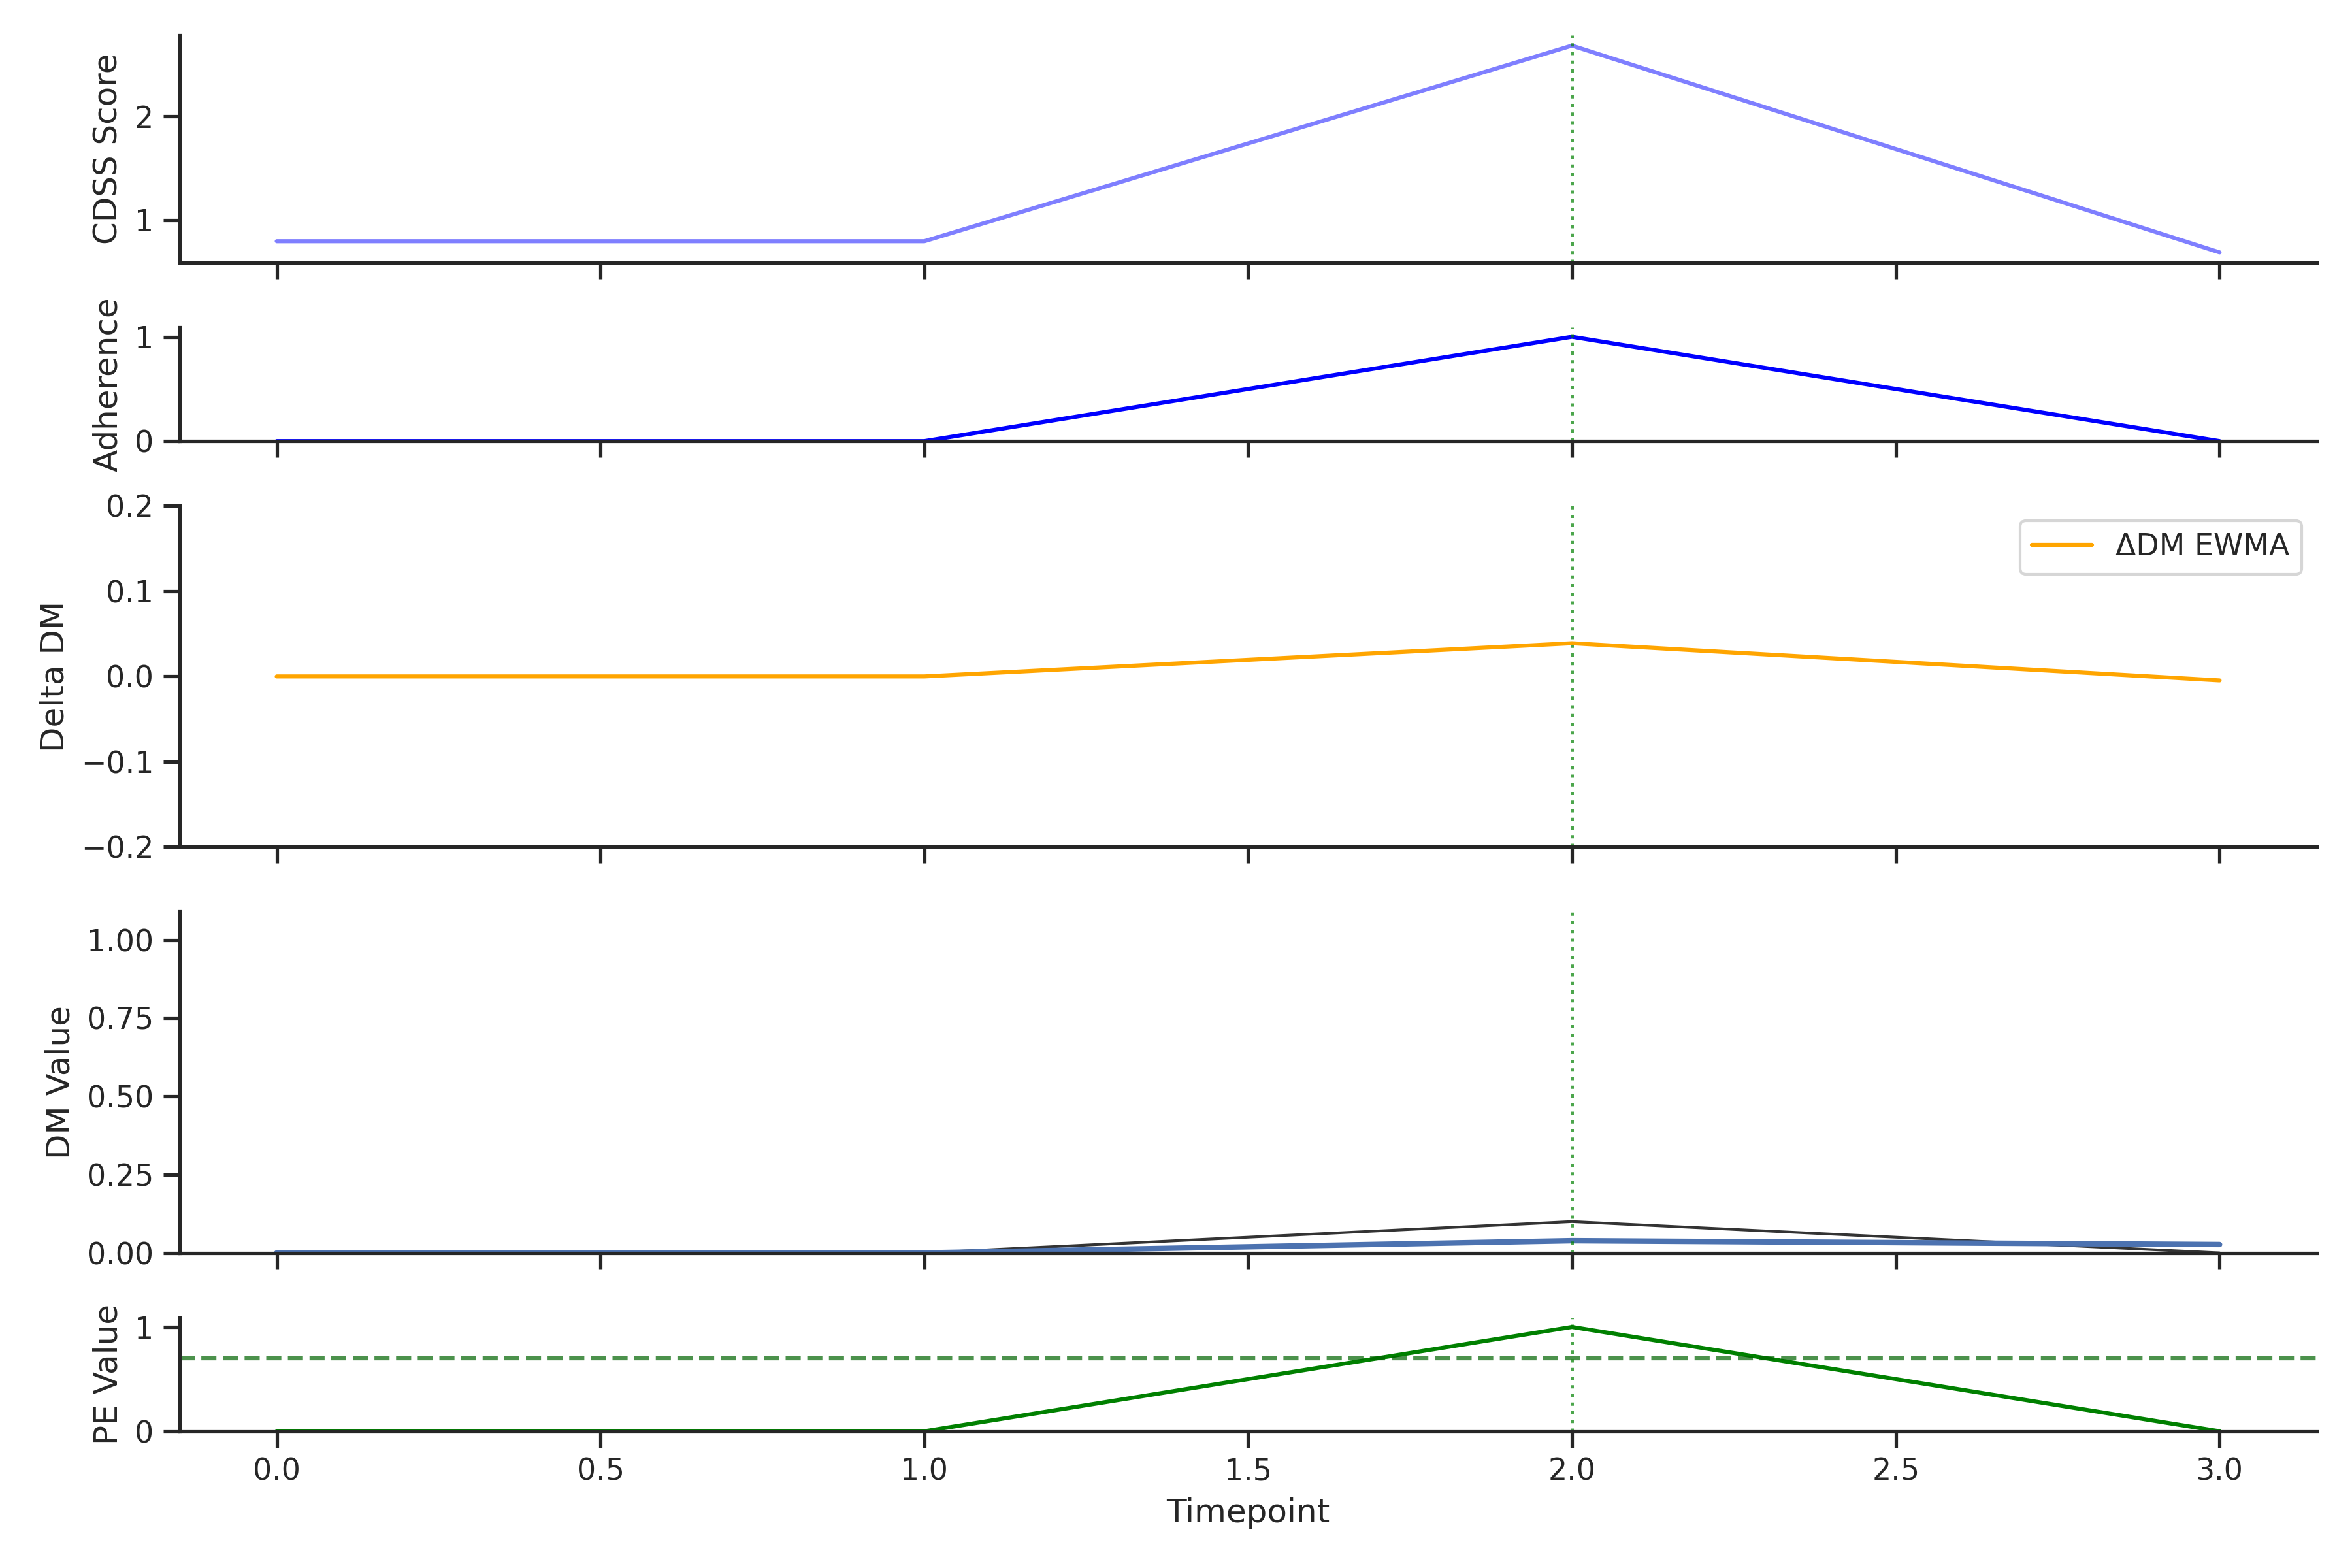 CDSS Score
2
1
Adherence
1
0
Delta DM
0.2
0.1
0.0
−0.1
−0.2
ΔDM EWMA
DM Value
1.00
0.75
0.50
0.25
0.00
PE Value
1
0
0.0 0.5 1.0 1.5 2.0 2.5 3.0
Timepoint